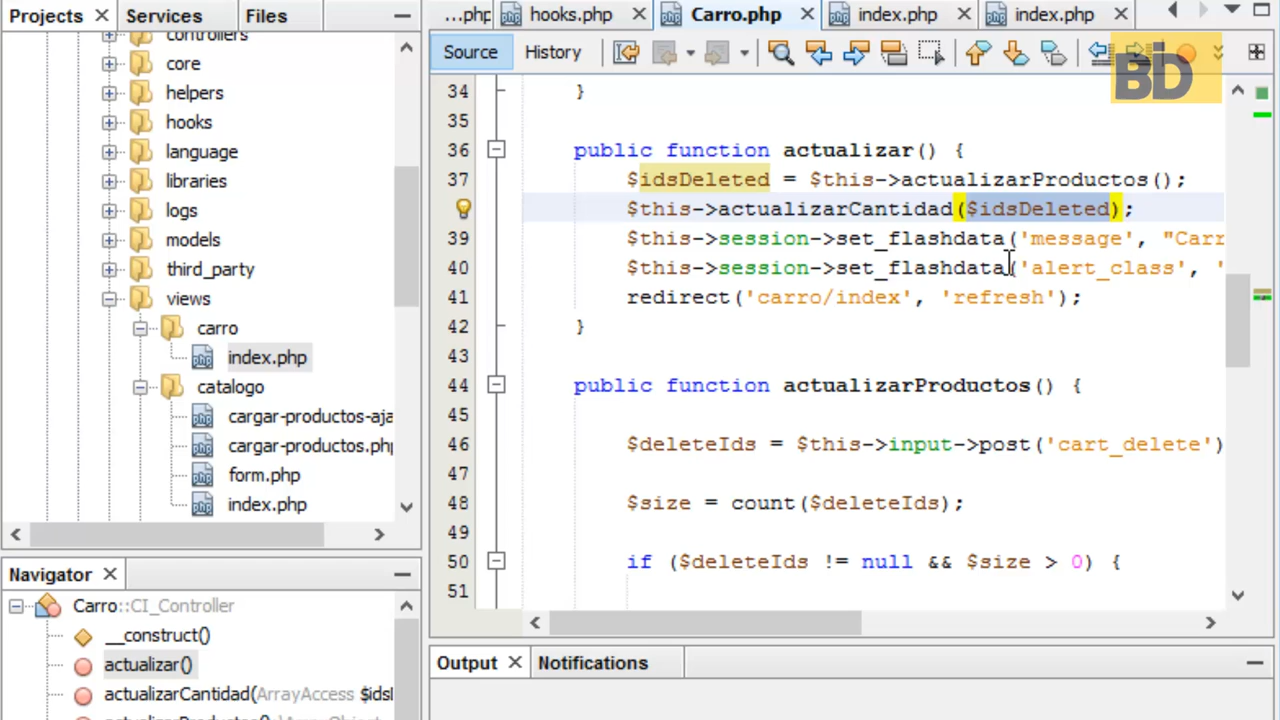 Projects
Services
Files
controllers
core
helpers
hooks
language
libraries
logs
models
third_party
views
carro
index.php
catalogo
cargar-productos-aja
cargar-productos.php
form.php
index.php
Navigator
Carro::CI_Controller
__construct()
actualizar()
actualizarCantidad(ArrayAccess $idsI
...php
hooks.php
Carro.php
index.php
index.php
Source
History
BD
34 }
35
36 public function actualizar() {
37 $idsDeleted = $this->actualizarProductos();
$this->actualizarCantidad($idsDeleted);
39 $this->session->set_flashdata('message', "Carr
40 $this->session->set_flashdata('alert_class', '
41 redirect('carro/index', 'refresh');
42 }
43
44 public function actualizarProductos() {
45
46 $deleteIds = $this->input->post('cart_delete')
47
48 $size = count($deleteIds);
49
50 if ($deleteIds != null && $size > 0) {
51
Output
Notifications